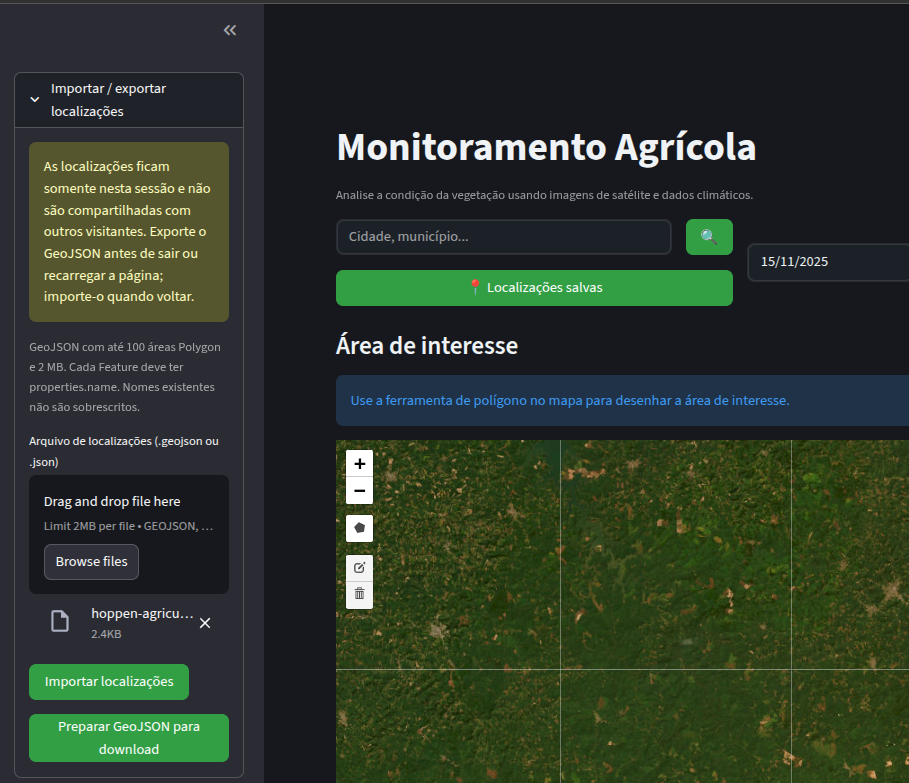 Importar / exportar
localizações
As localizações ficam
somente nesta sessão e não
são compartilhadas com
outros visitantes. Exporte o
GeoJSON antes de sair ou
recarregar a página;
importe-o quando voltar.
GeoJSON com até 100 áreas Polygon
e 2 MB. Cada Feature deve ter
properties.name. Nomes existentes
não são sobrescritos.
Arquivo de localizações (.geojson ou
.json)
Drag and drop file here
Limit 2MB per file • GEOJSON, …
Browse files
hoppen-agricu…
2.4KB
Importar localizações
Preparar GeoJSON para
download
Monitoramento Agrícola
Analise a condição da vegetação usando imagens de satélite e dados climáticos.
Cidade, município...
15/11/2025
Localizações salvas
Área de interesse
Use a ferramenta de polígono no mapa para desenhar a área de interesse.
+
−